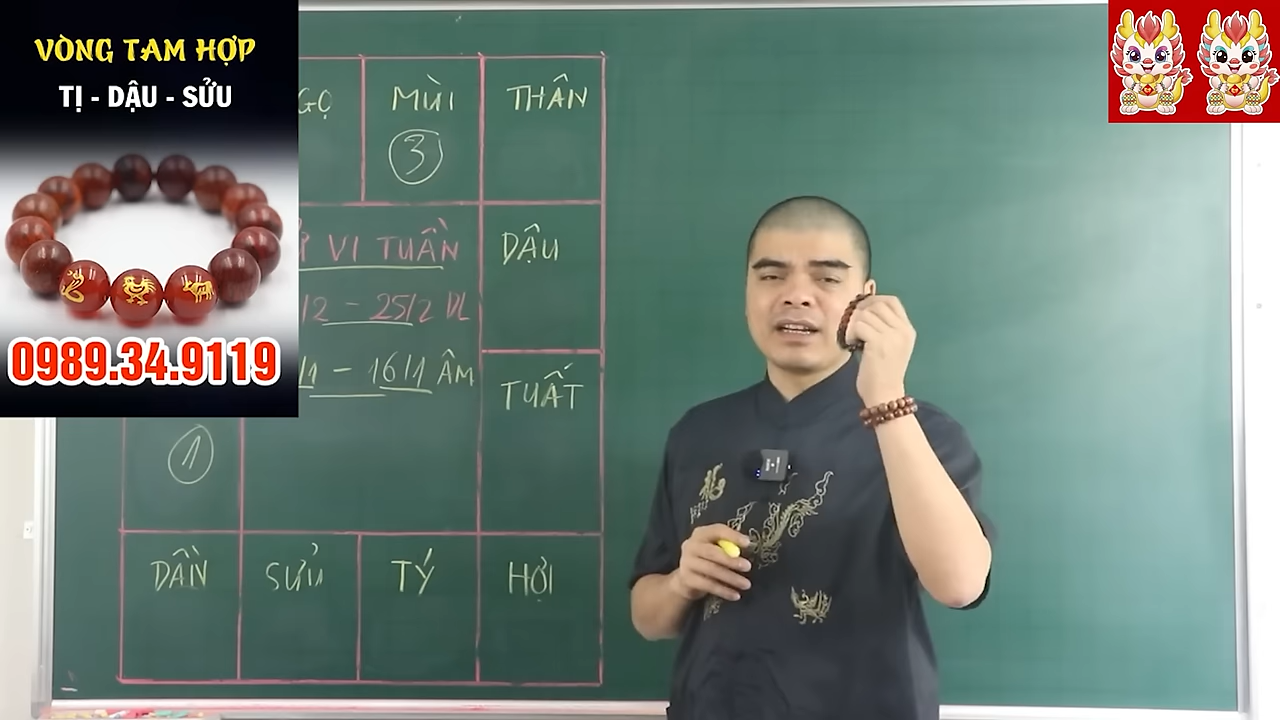 VÒNG TAM HỢP
TỊ - DẬU - SỬU
0989.34.9119
MÙI
THÂN
3
VI TUẦN
DẬU
- 25/2 DL
- 16/1 ÂM
TUẤT
1
DẦN
SỬU
TÝ
HỢI